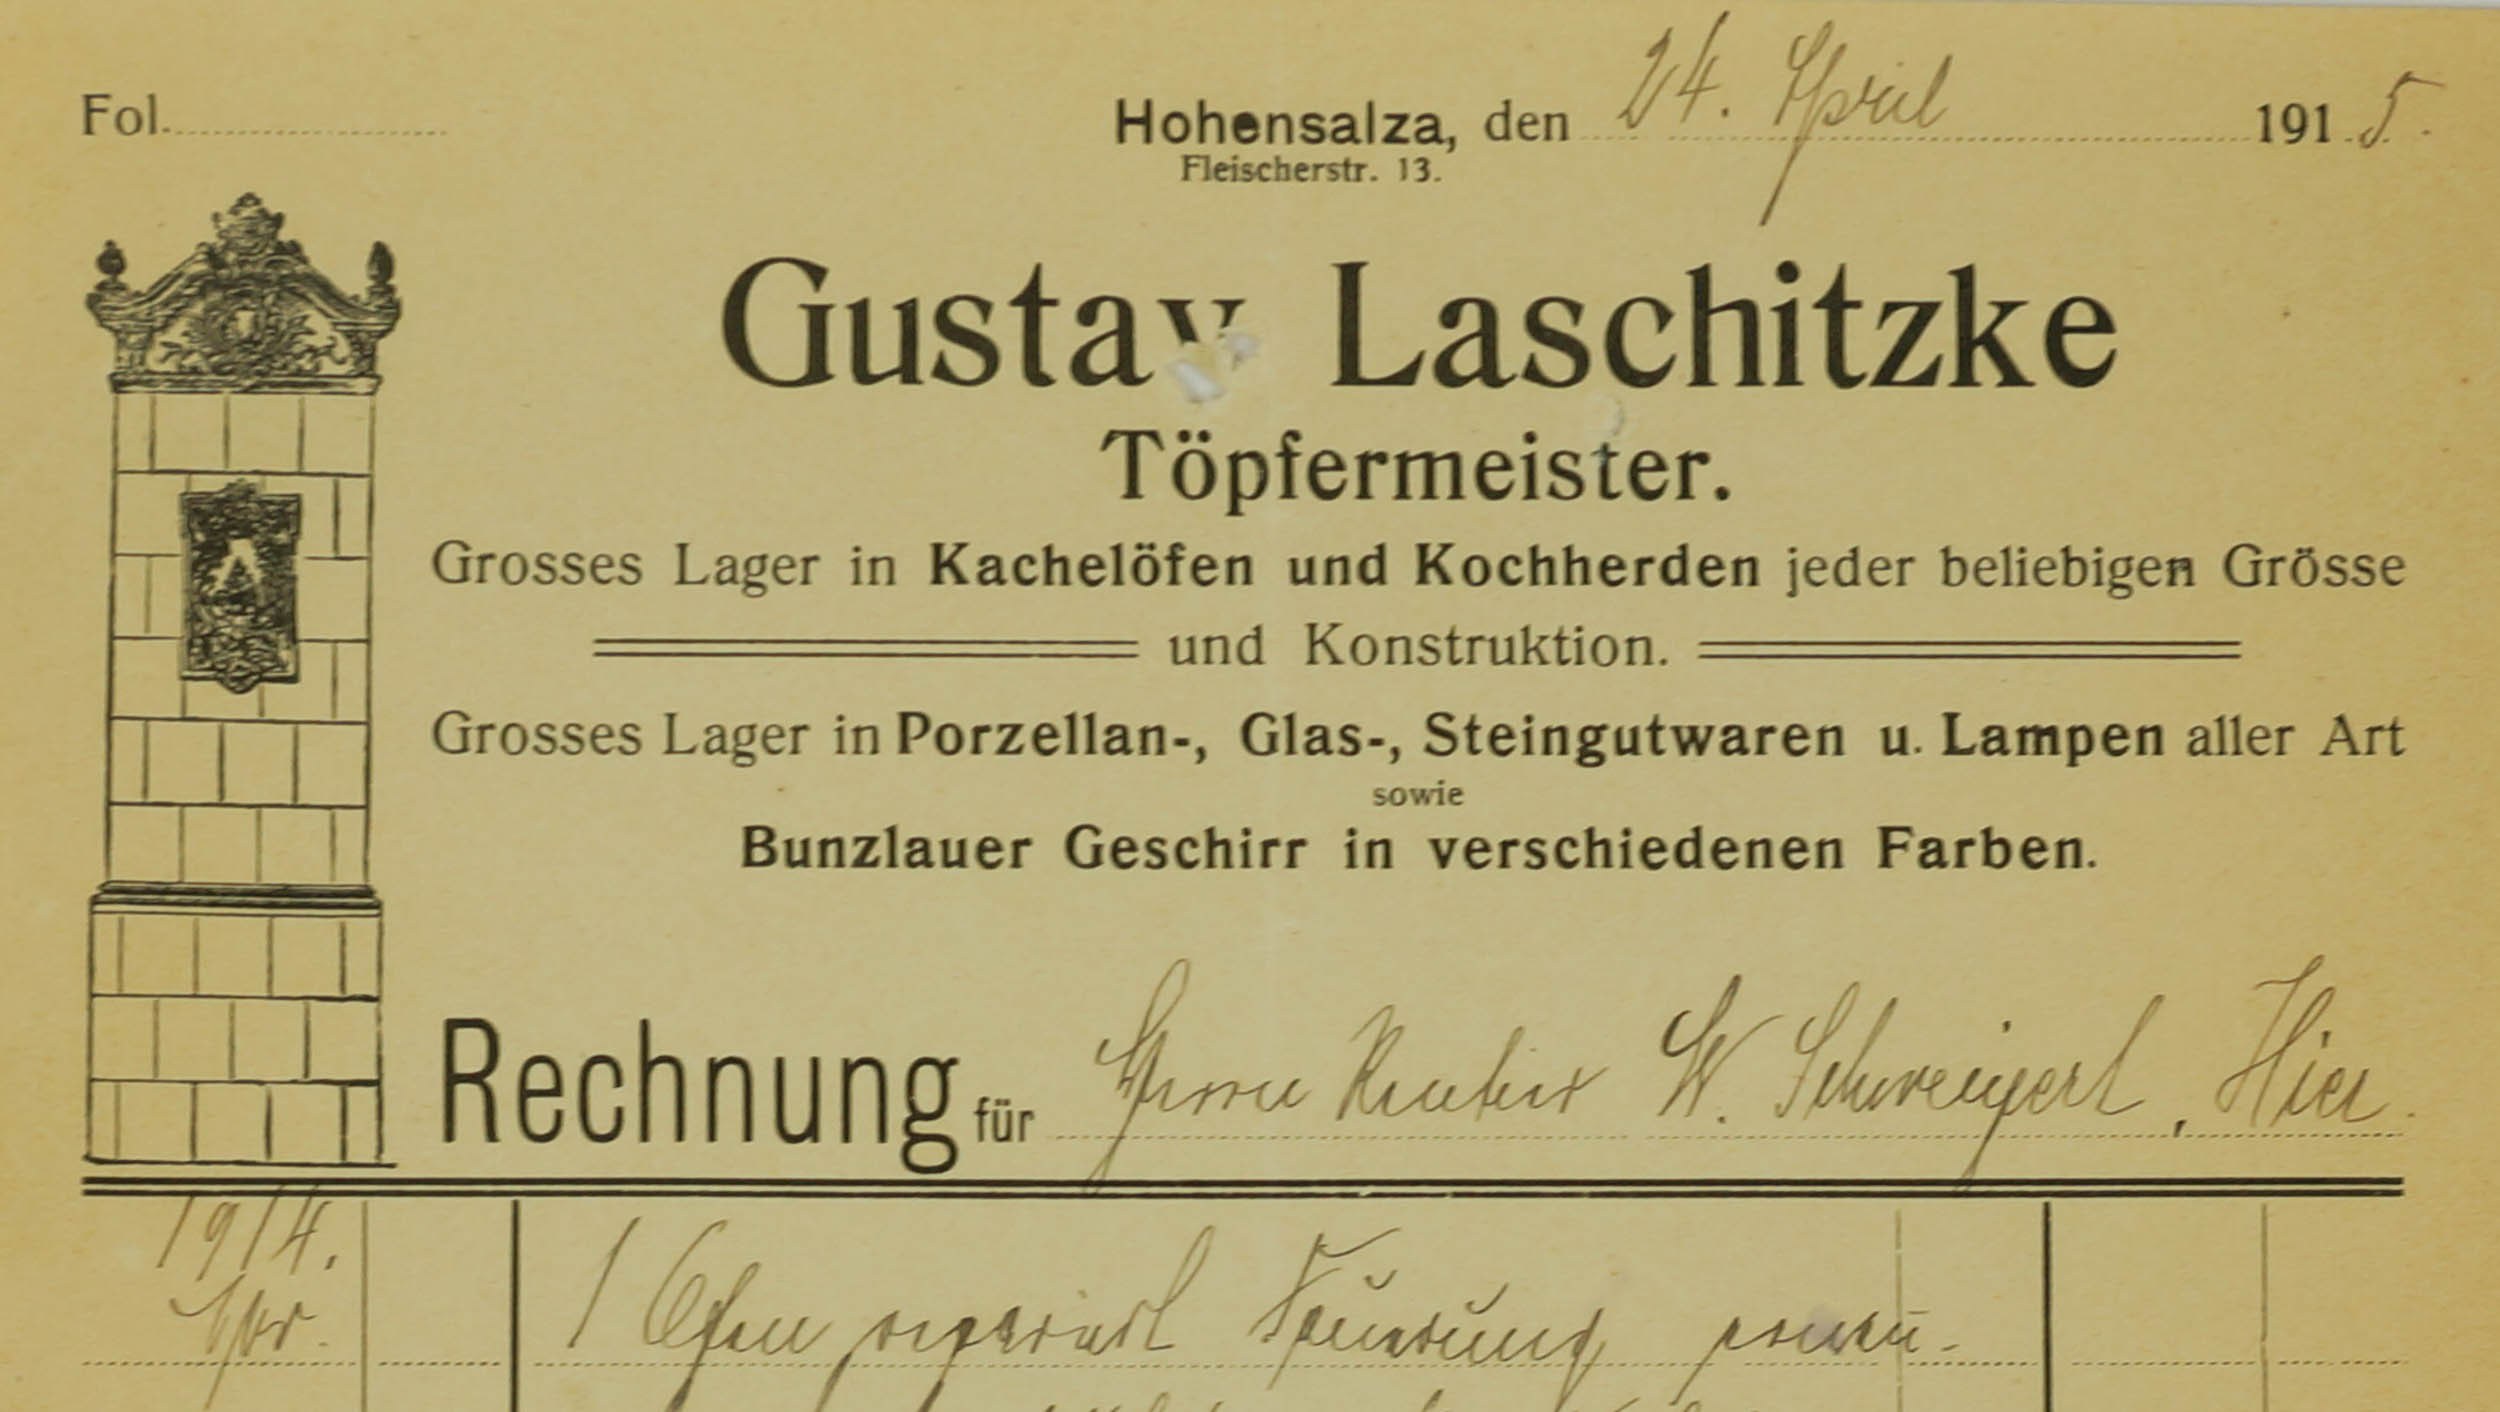 Fol.
Hohensalza, den 24. April 1915.
Fleischerstr. 13.
Gustav Laschitzke
Töpfermeister.
Grosses Lager in Kachelöfen und Kochherden jeder beliebigen Grösse
und Konstruktion.
Grosses Lager in Porzellan-, Glas-, Steingutwaren u. Lampen aller Art
sowie
Bunzlauer Geschirr in verschiedenen Farben.
Rechnung für Herrn Rentier W. Schweigert, Hier.
1914.
1 Ofen repariert Feuerung erneu-